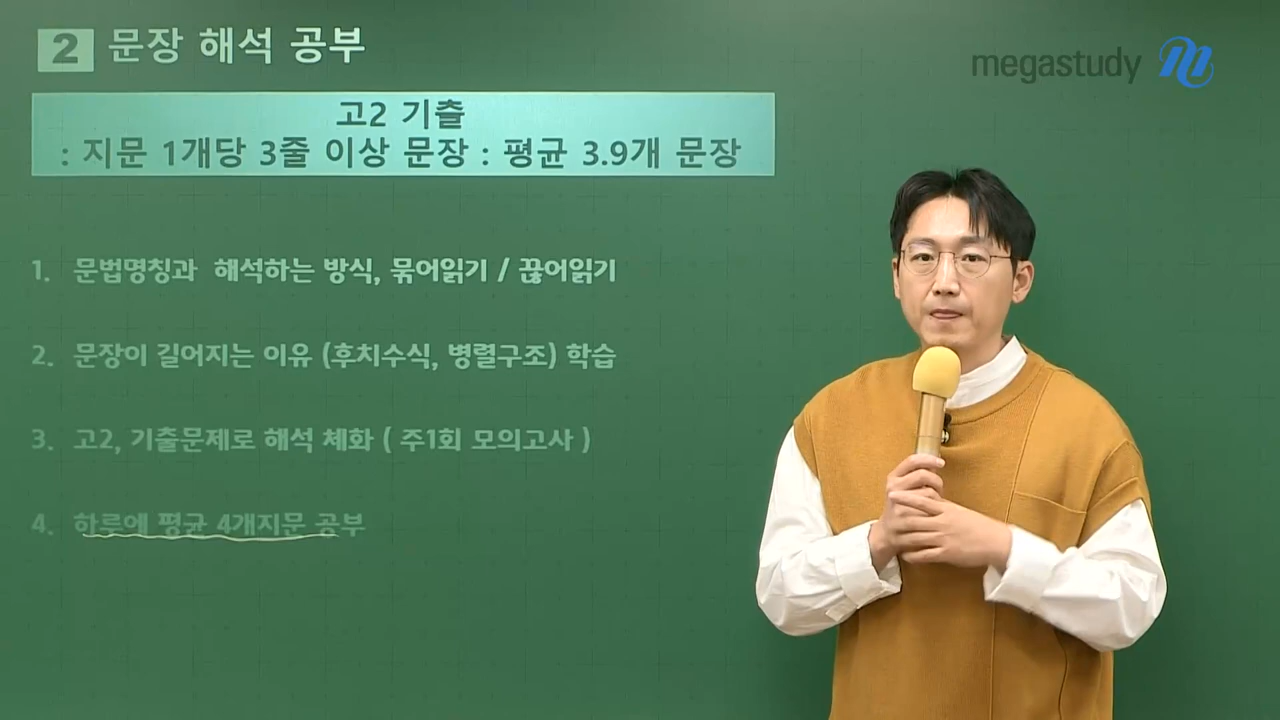 2 문장 해석 공부
megastudy
고2 기출
: 지문 1개당 3줄 이상 문장 : 평균 3.9개 문장
1. 문법명칭과 해석하는 방식, 묶어읽기 / 끊어읽기
2. 문장이 길어지는 이유 (후치수식, 병렬구조) 학습
3. 고2, 기출문제로 해석 체화 ( 주1회 모의고사 )
4. 하루에 평균 4개지문 공부